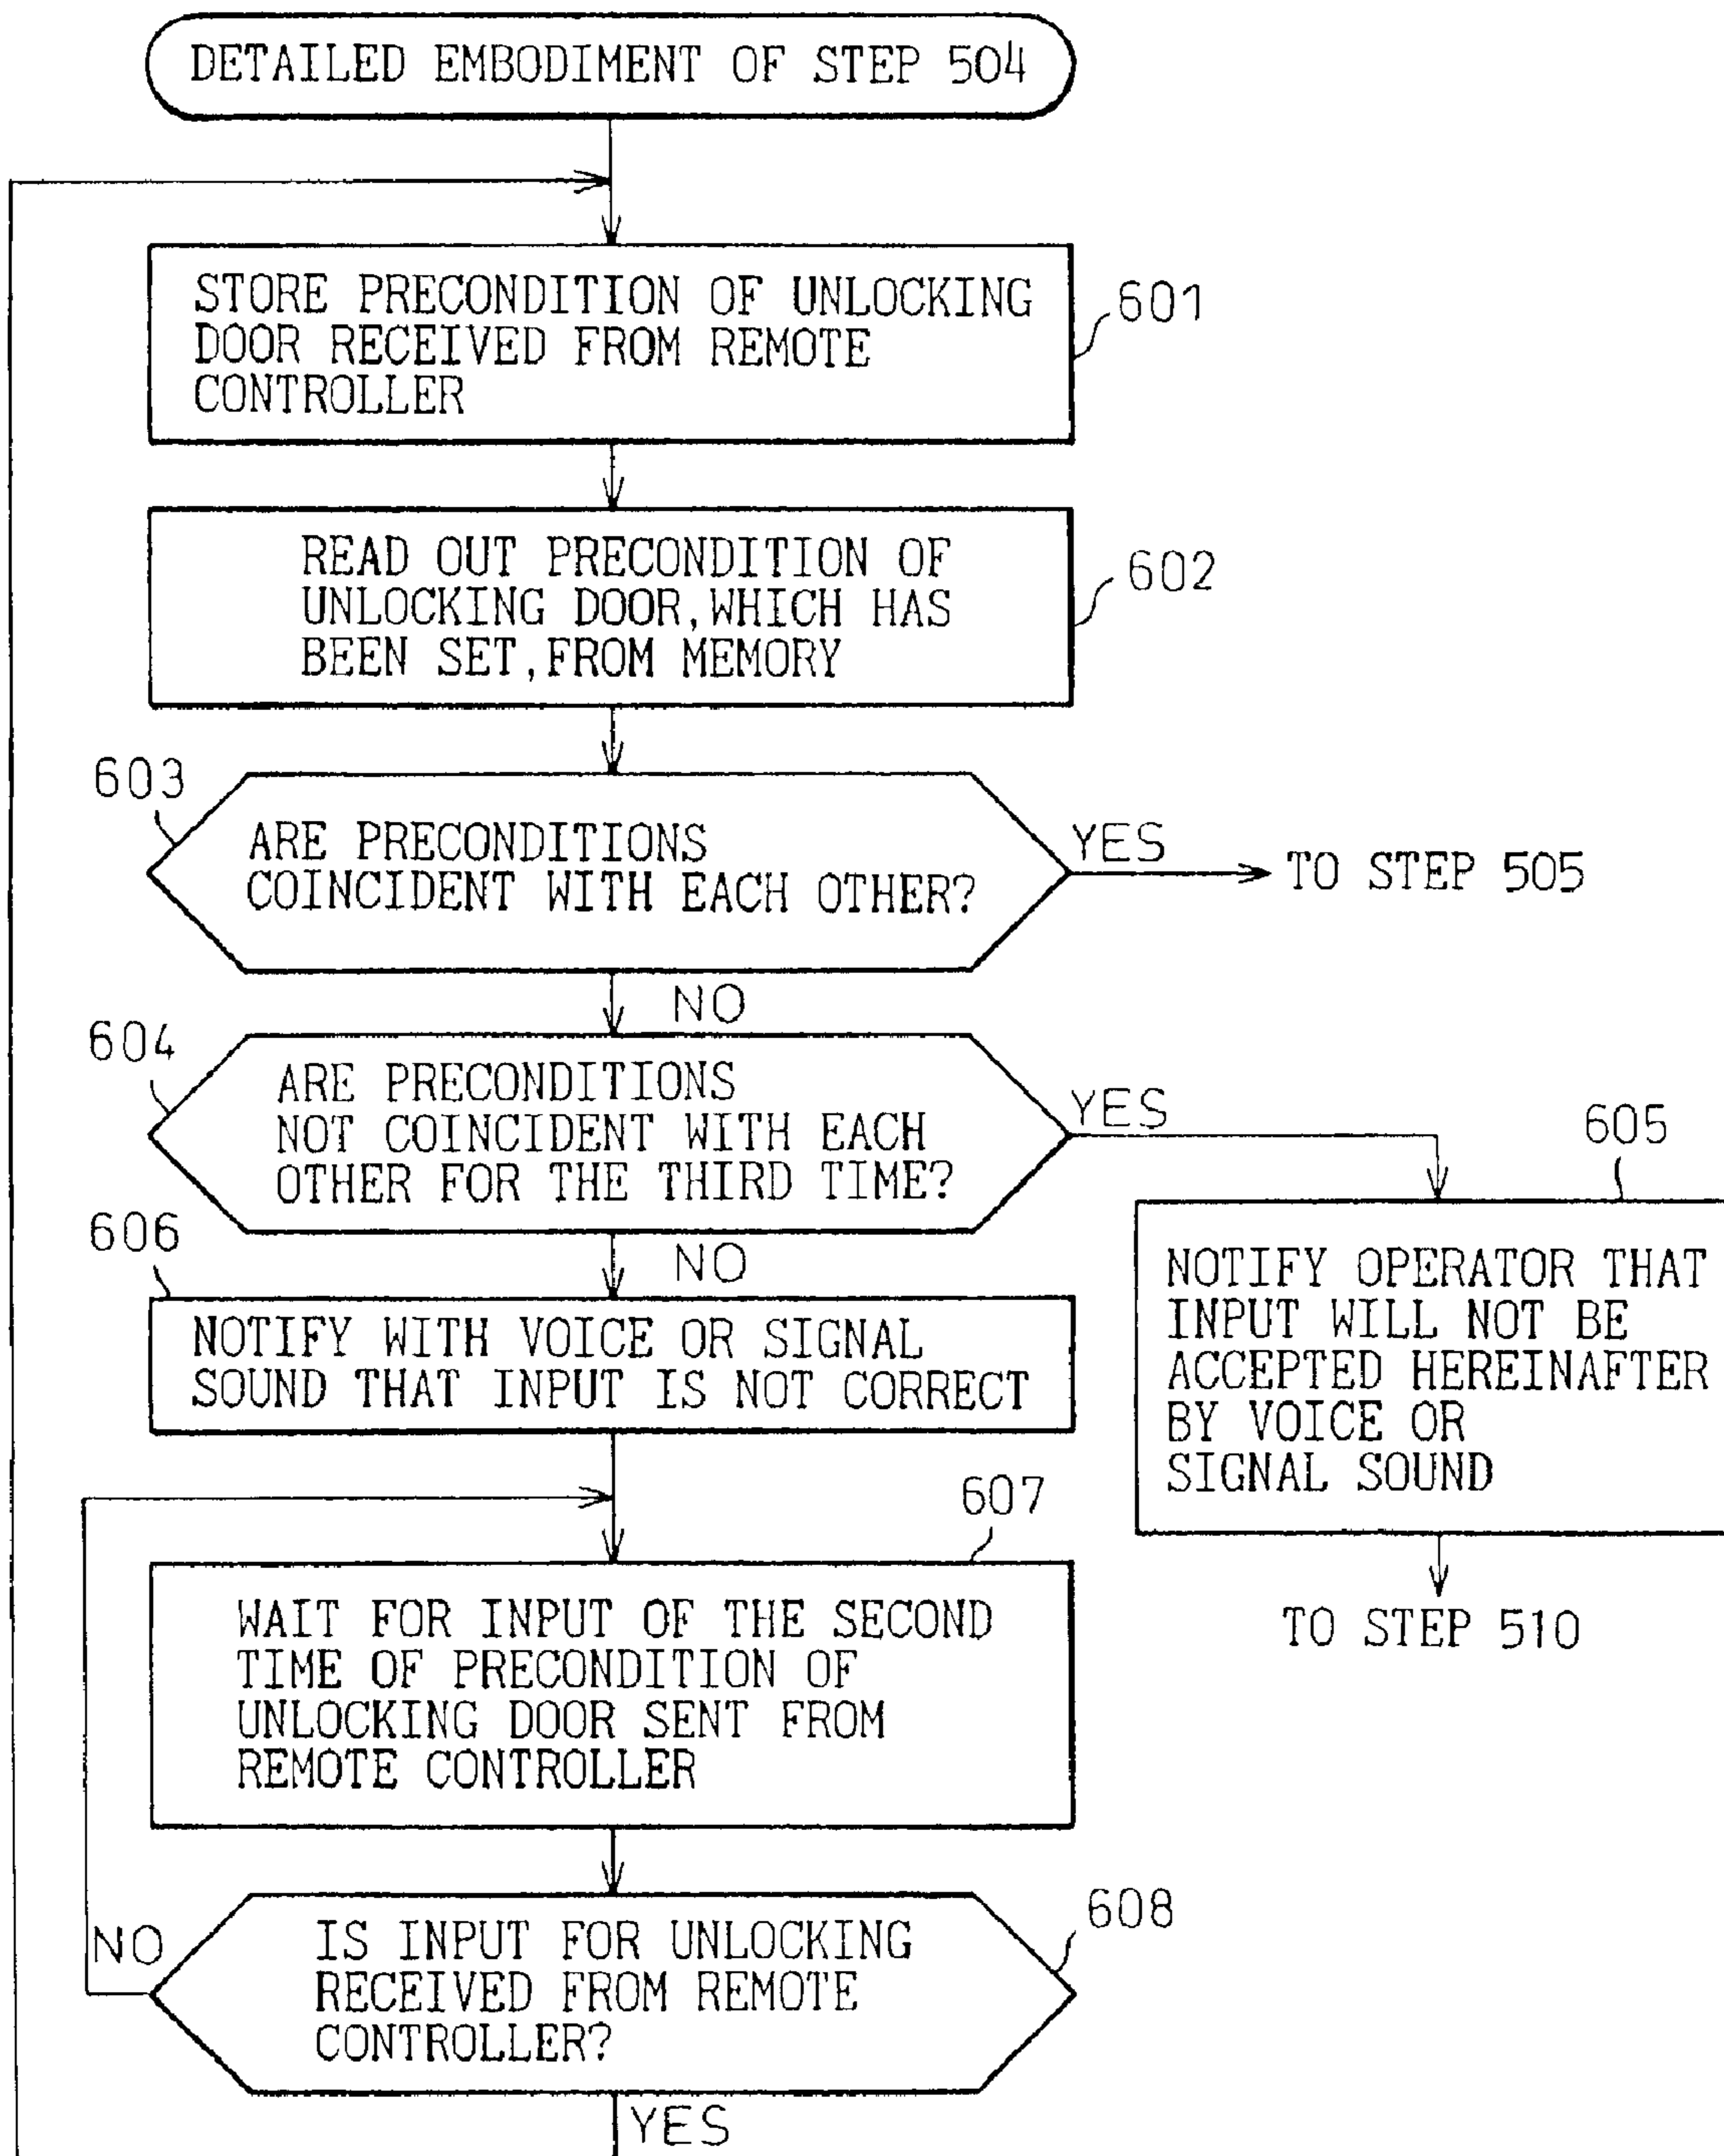 DETAILED EMBODIMENT OF STEP 504
STORE PRECONDITION OF UNLOCKING
DOOR RECEIVED FROM REMOTE
CONTROLLER
601
READ OUT PRECONDITION OF
UNLOCKING DOOR, WHICH HAS
BEEN SET, FROM MEMORY
602
603
ARE PRECONDITIONS
COINCIDENT WITH EACH OTHER?
YES
TO STEP 505
NO
604
ARE PRECONDITIONS
NOT COINCIDENT WITH EACH
OTHER FOR THE THIRD TIME?
YES
605
NOTIFY OPERATOR THAT
INPUT WILL NOT BE
ACCEPTED HEREINAFTER
BY VOICE OR
SIGNAL SOUND
TO STEP 510
NO
606
NOTIFY WITH VOICE OR SIGNAL
SOUND THAT INPUT IS NOT CORRECT
607
WAIT FOR INPUT OF THE SECOND
TIME OF PRECONDITION OF
UNLOCKING DOOR SENT FROM
REMOTE CONTROLLER
608
NO
IS INPUT FOR UNLOCKING
RECEIVED FROM REMOTE
CONTROLLER?
YES